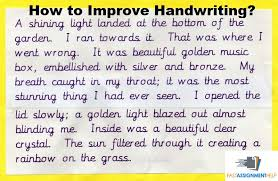 How to Improve Handwriting?
A shining light landed at the bottom of the
garden. I ran towards it. That was where I
went wrong. It was beautiful golden music
box, embellished with silver and bronze. My
breath caught in my throat; it was the most
stunning thing I had ever seen. I opened the
lid slowly; a golden light blazed out almost
blinding me. Inside was a beautiful clear
crystal. The sun filtered through it creating a
rainbow on the grass.
FAST ASSIGNMENT HELP